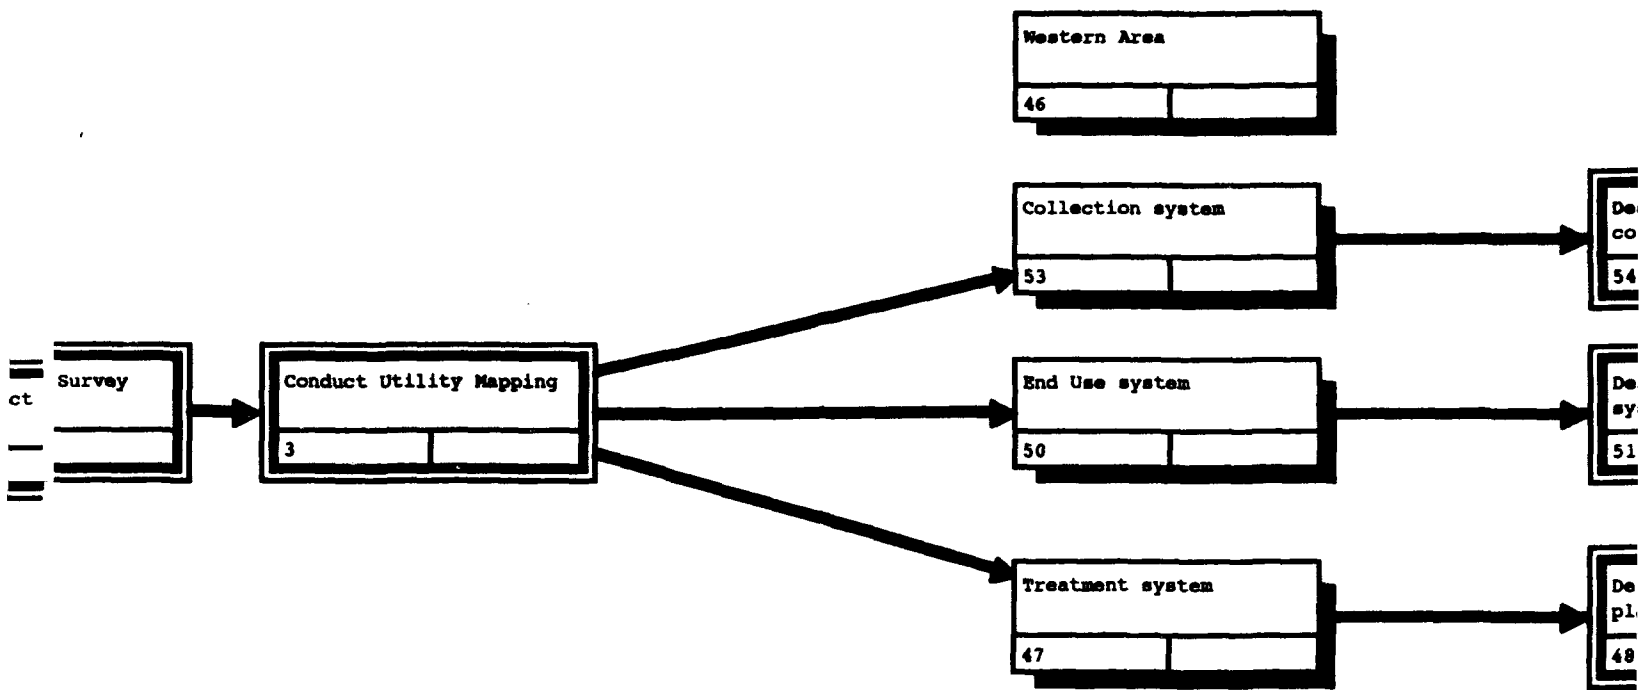 Western Area
46
Collection system
53
54
ct
Survey
Conduct Utility Mapping
3
End Use system
50
51
Treatment system
47
48